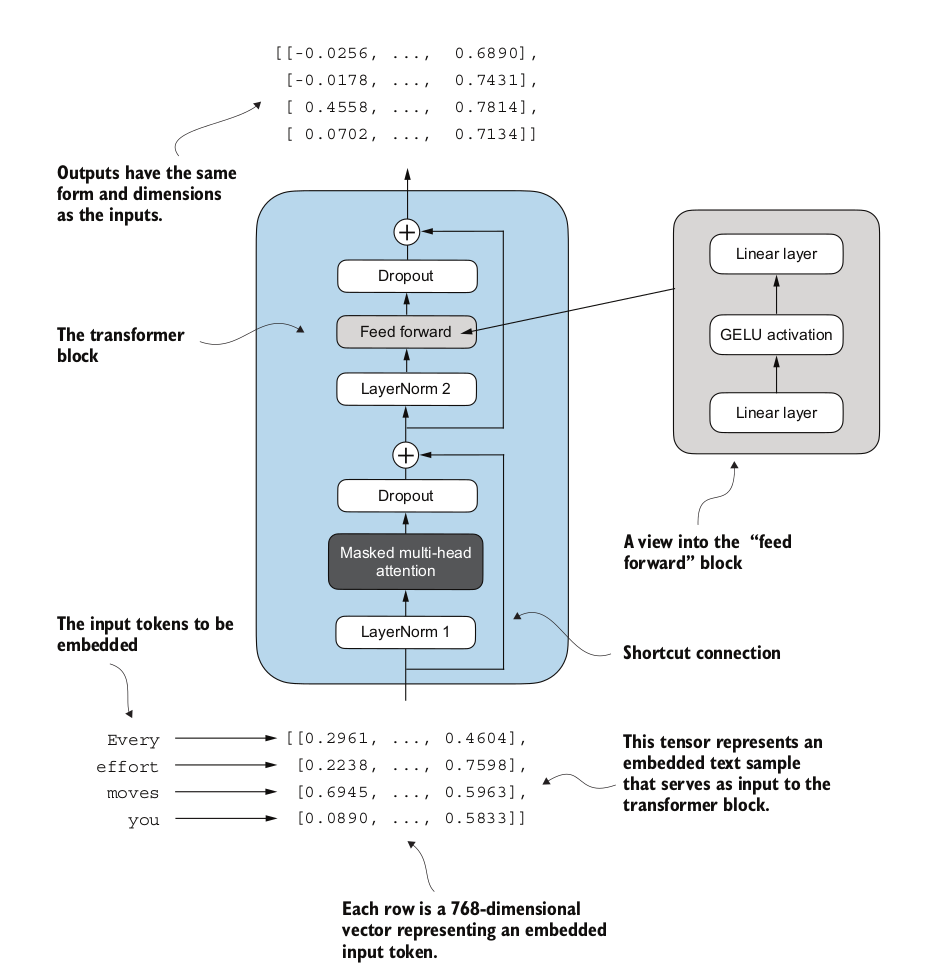 [[-0.0256, ..., 0.6890],
[-0.0178, ..., 0.7431],
[ 0.4558, ..., 0.7814],
[ 0.0702, ..., 0.7134]]
Outputs have the same
form and dimensions
as the inputs.
+
Dropout
Feed forward
LayerNorm 2
+
Dropout
Masked multi-head
attention
LayerNorm 1
The transformer
block
Linear layer
GELU activation
Linear layer
A view into the “feed
forward” block
Shortcut connection
The input tokens to be
embedded
Every [[0.2961, ..., 0.4604],
effort [0.2238, ..., 0.7598],
moves [0.6945, ..., 0.5963],
you [0.0890, ..., 0.5833]]
This tensor represents an
embedded text sample
that serves as input to the
transformer block.
Each row is a 768-dimensional
vector representing an embedded
input token.